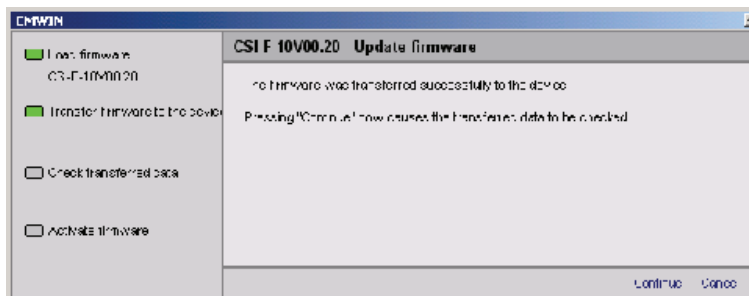 EMWIN
Load firmware
CSI-F-10V00.20
Transfer firmware to the device
Check transferred data
Activate firmware
CSI F 10V00.20 Update firmware
The firmware was transferred successfully to the device
Pressing "Continue" now causes the transferred data to be checked
Continue Cancel